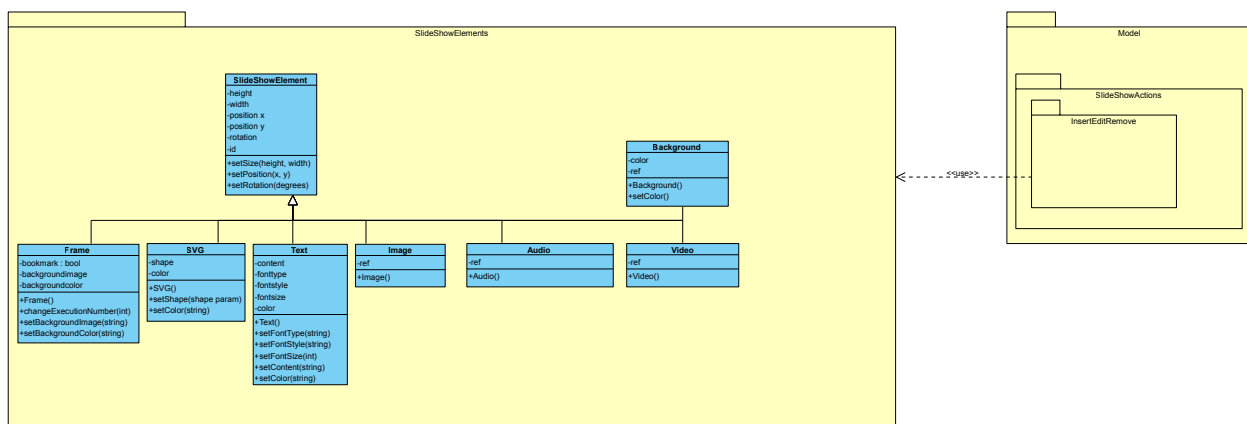 SlideShowElements
SlideShowElement
-height
-width
-position x
-position y
-rotation
-id
+setSize(height, width)
+setPosition(x, y)
+setRotation(degrees)
Background
-color
-ref
+Background()
+setColor()
Frame
-bookmark : bool
-backgroundimage
-backgroundcolor
+Frame()
+changeExecutionNumber(int)
+setBackgroundImage(string)
+setBackgroundColor(string)
SVG
-shape
-color
+SVG()
+setShape(shape param)
+setColor(string)
Text
-content
-fonttype
-fontstyle
-fontsize
-color
+Text()
+setFontType(string)
+setFontStyle(string)
+setFontSize(int)
+setContent(string)
+setColor(string)
Image
-ref
+Image()
Audio
-ref
+Audio()
Video
-ref
+Video()
<<use>>
Model
SlideShowActions
InsertEditRemove